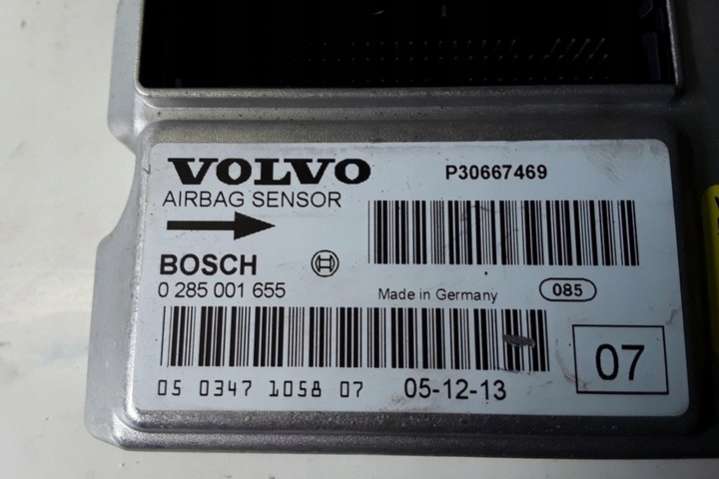 VOLVO
P30667469
AIRBAG SENSOR
BOSCH
0 285 001 655
Made in Germany
085
05 0347 1058 07
05-12-13
07